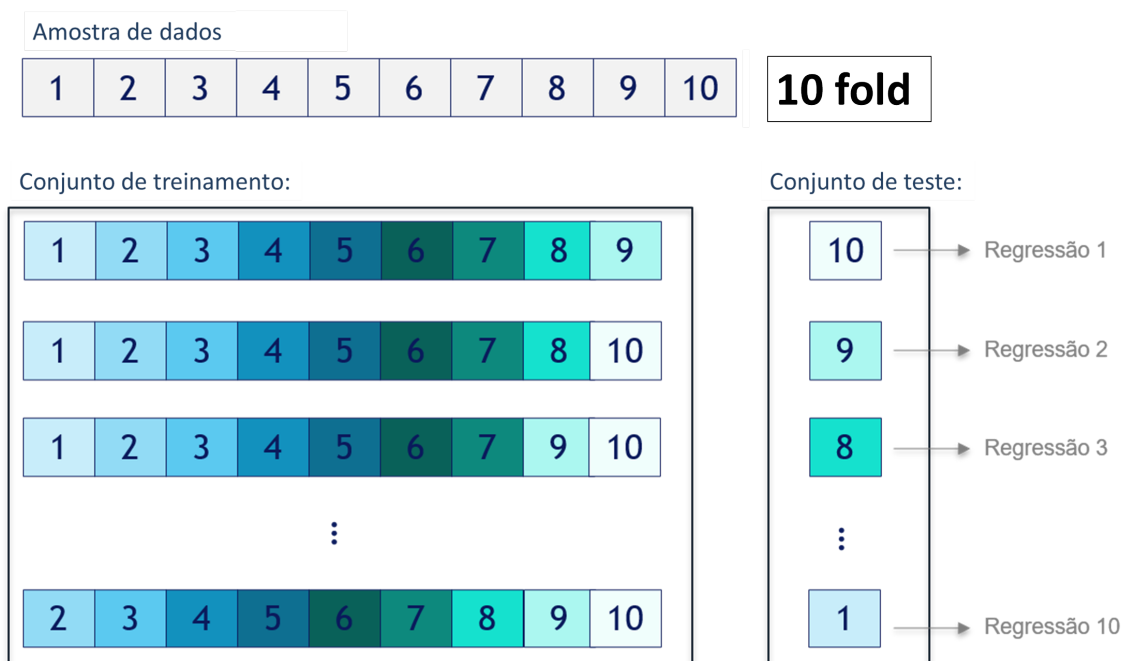 Amostra de dados
1 2 3 4 5 6 7 8 9 10
10 fold
Conjunto de treinamento:
Conjunto de teste:
1 2 3 4 5 6 7 8 9
10
Regressão 1
1 2 3 4 5 6 7 8 10
9
Regressão 2
1 2 3 4 5 6 7 9 10
8
Regressão 3
2 3 4 5 6 7 8 9 10
1
Regressão 10